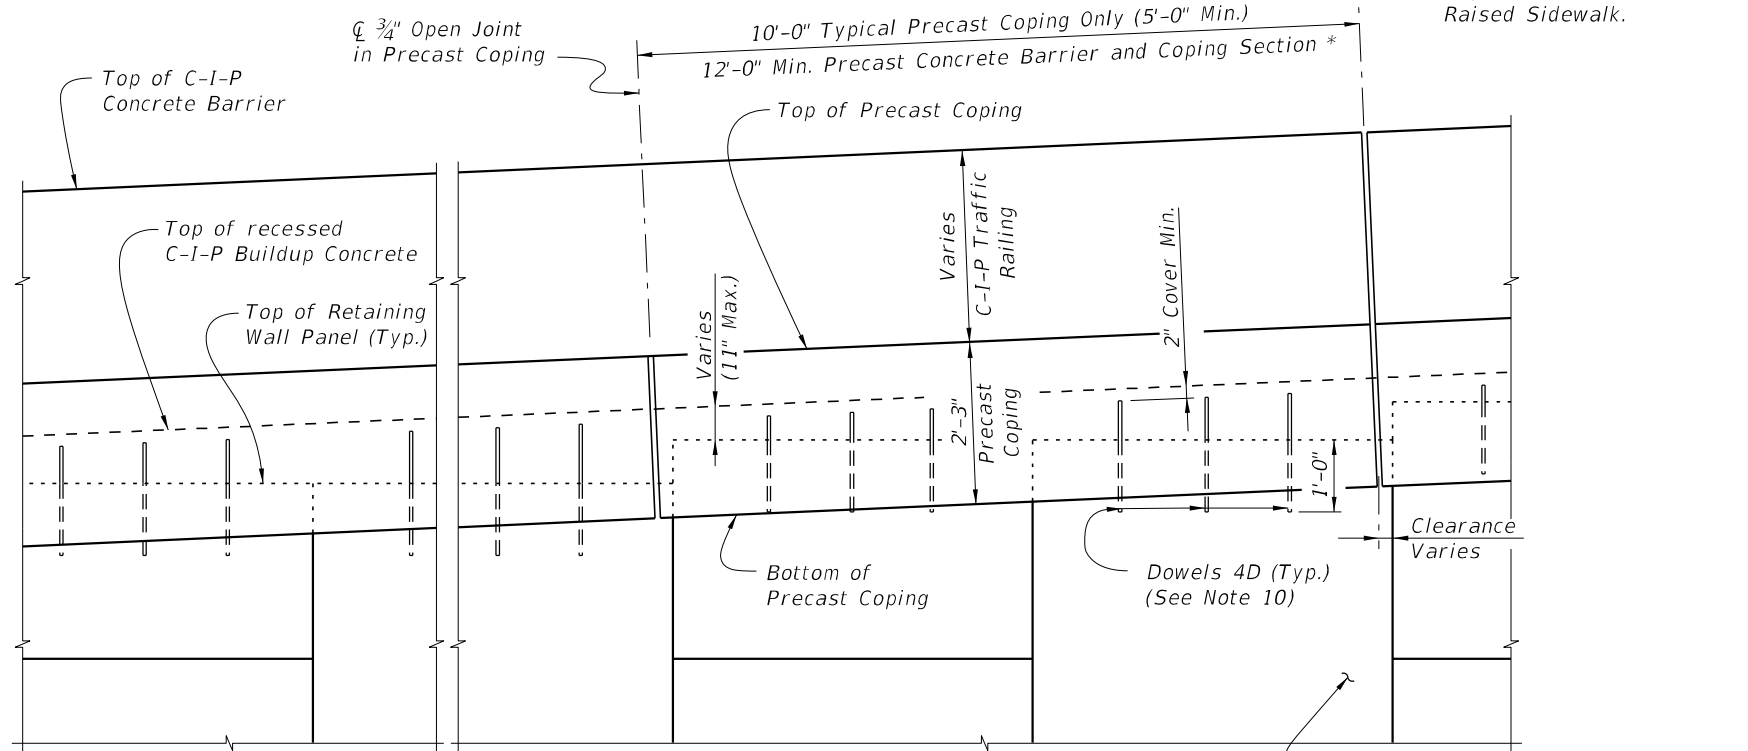 ℄ ¾" Open Joint
in Precast Coping
10'-0" Typical Precast Coping Only (5'-0" Min.)
12'-0" Min. Precast Concrete Barrier and Coping Section *
Raised Sidewalk.
Top of C-I-P
Concrete Barrier
Top of Precast Coping
Top of recessed
C-I-P Buildup Concrete
Top of Retaining
Wall Panel (Typ.)
Varies
(11" Max.)
Varies
C-I-P Traffic
Railing
2" Cover Min.
2'-3"
Precast
Coping
1'-0"
Clearance
Varies
Bottom of
Precast Coping
Dowels 4D (Typ.)
(See Note 10)